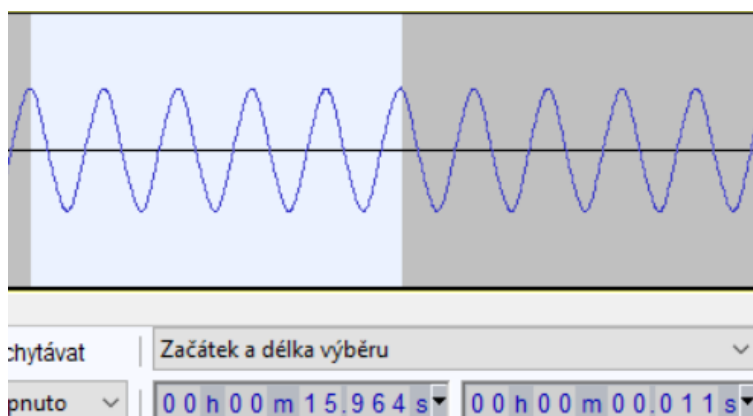 chytávat
Začátek a délka výběru
pnuto
00h00m15.964s
00h00m00.011s